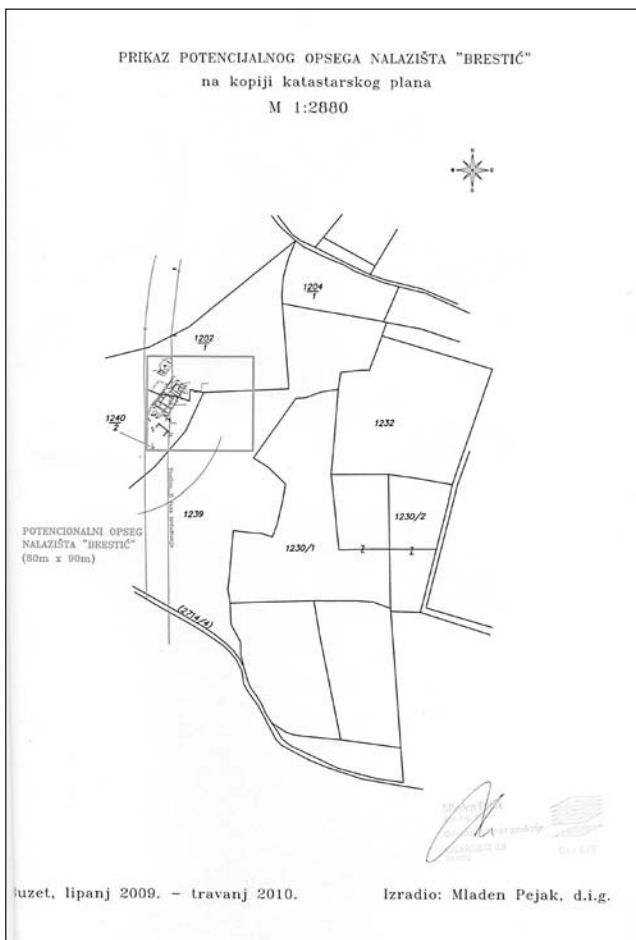 PRIKAZ POTENCIJALNOG OPSEGA NALAZIŠTA "BRESTIĆ"
na kopiji katastarskog plana
M 1:2880
1204
1
1202
1
1232
1240
2
1239
1230/2
1230/1
z
z
POTENCIONALNI OPSEG
NALAZIŠTA "BRESTIĆ"
(80m x 90m)
(2714/4)
Mladen
Buzet, lipanj 2009. – travanj 2010.
Izradio: Mladen Pejak, d.i.g.